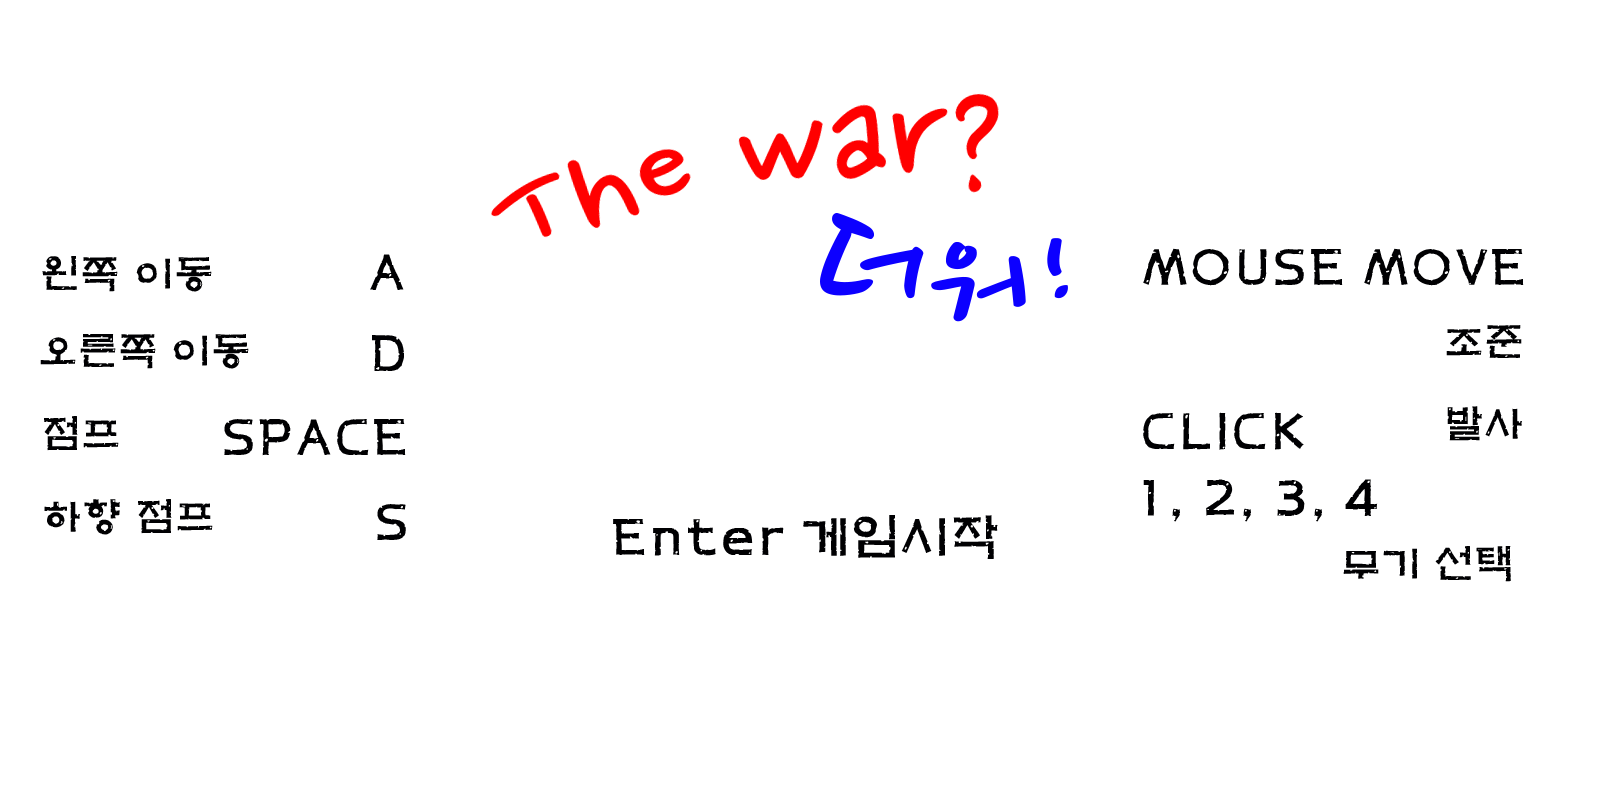 The war?
더워!
왼쪽 이동 A
오른쪽 이동 D
점프 SPACE
하향 점프 S
MOUSE MOVE
조준
CLICK 발사
1, 2, 3, 4
무기 선택
Enter 게임시작